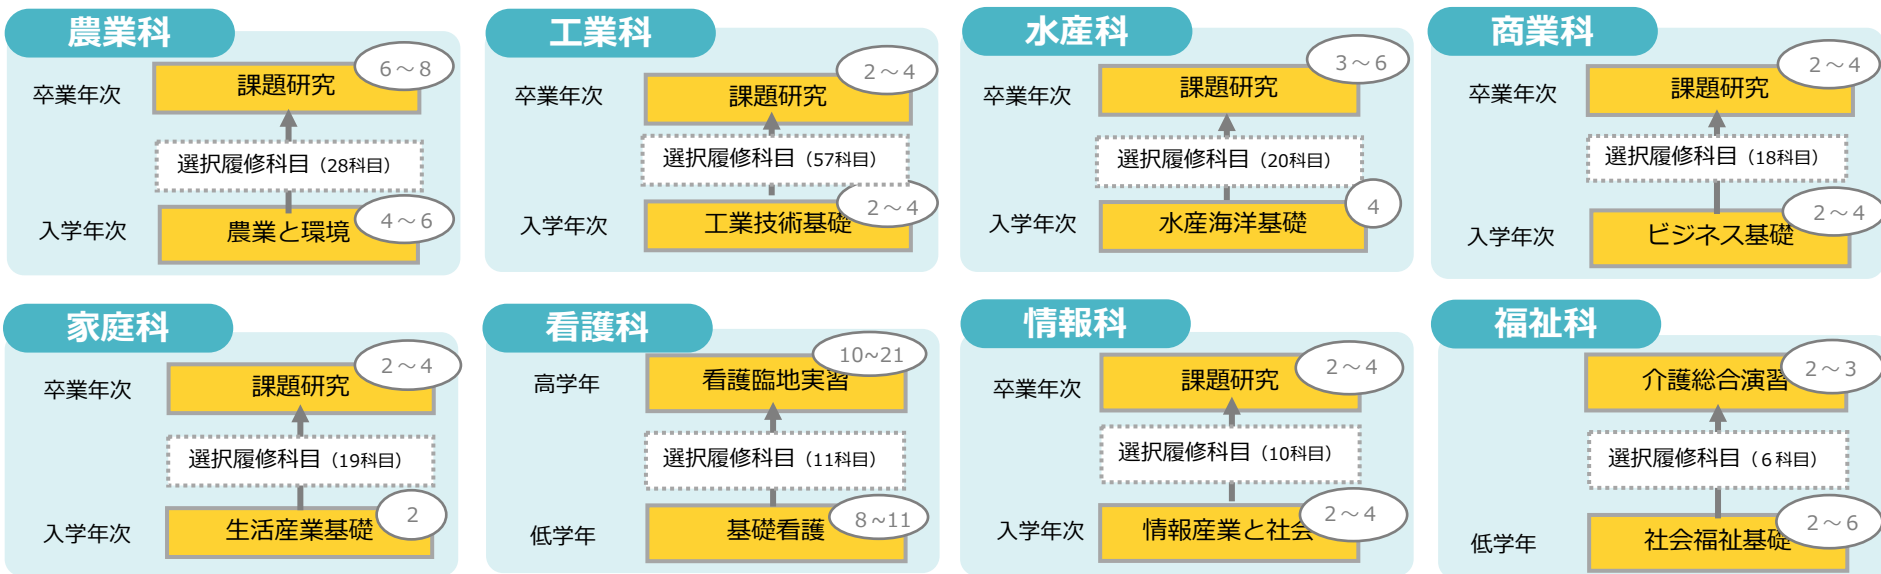 農業科
卒業年次
課題研究
6～8
選択履修科目（28科目）
入学年次
農業と環境
4～6
工業科
卒業年次
課題研究
2～4
選択履修科目（57科目）
入学年次
工業技術基礎
2～4
水産科
卒業年次
課題研究
3～6
選択履修科目（20科目）
入学年次
水産海洋基礎
4
商業科
卒業年次
課題研究
2～4
選択履修科目（18科目）
入学年次
ビジネス基礎
2～4
家庭科
卒業年次
課題研究
2～4
選択履修科目（19科目）
入学年次
生活産業基礎
2
看護科
高学年
看護臨地実習
10~21
選択履修科目（11科目）
低学年
基礎看護
8~11
情報科
卒業年次
課題研究
2～4
選択履修科目（10科目）
入学年次
情報産業と社会
2～4
福祉科
介護総合演習
2～3
選択履修科目（６科目）
低学年
社会福祉基礎
2～6